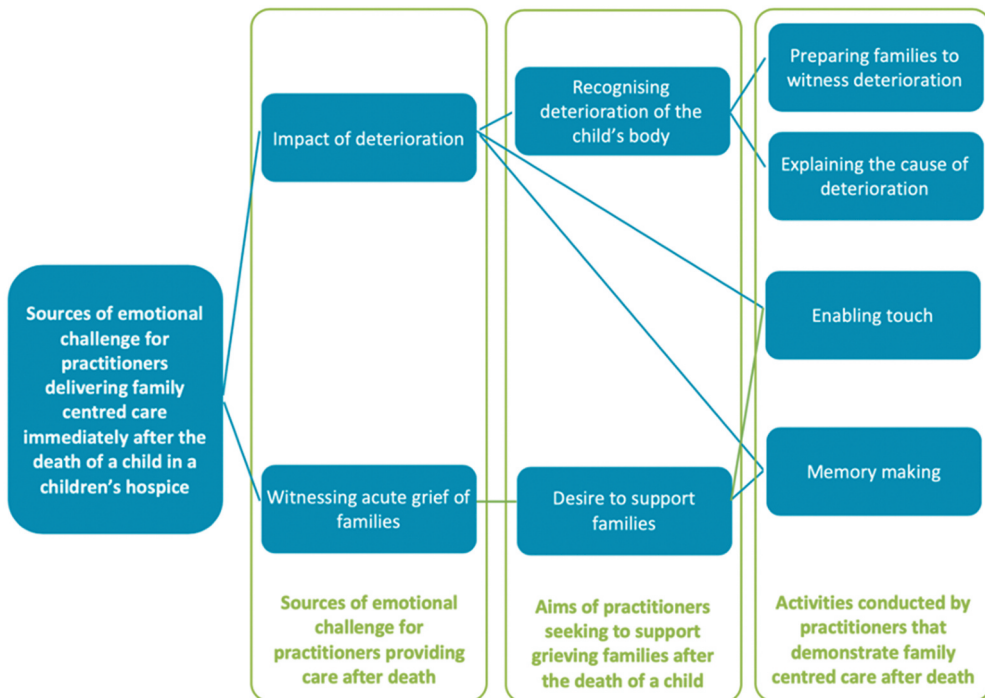 Sources of emotional
challenge for
practitioners
delivering family
centred care
immediately after the
death of a child in a
children's hospice
Impact of deterioration
Witnessing acute grief of
families
Sources of emotional
challenge for
practitioners providing
care after death
Recognising
deterioration of the
child's body
Desire to support
families
Aims of practitioners
seeking to support
grieving families after
the death of a child
Preparing families to
witness deterioration
Explaining the cause of
deterioration
Enabling touch
Memory making
Activities conducted by
practitioners that
demonstrate family
centred care after death